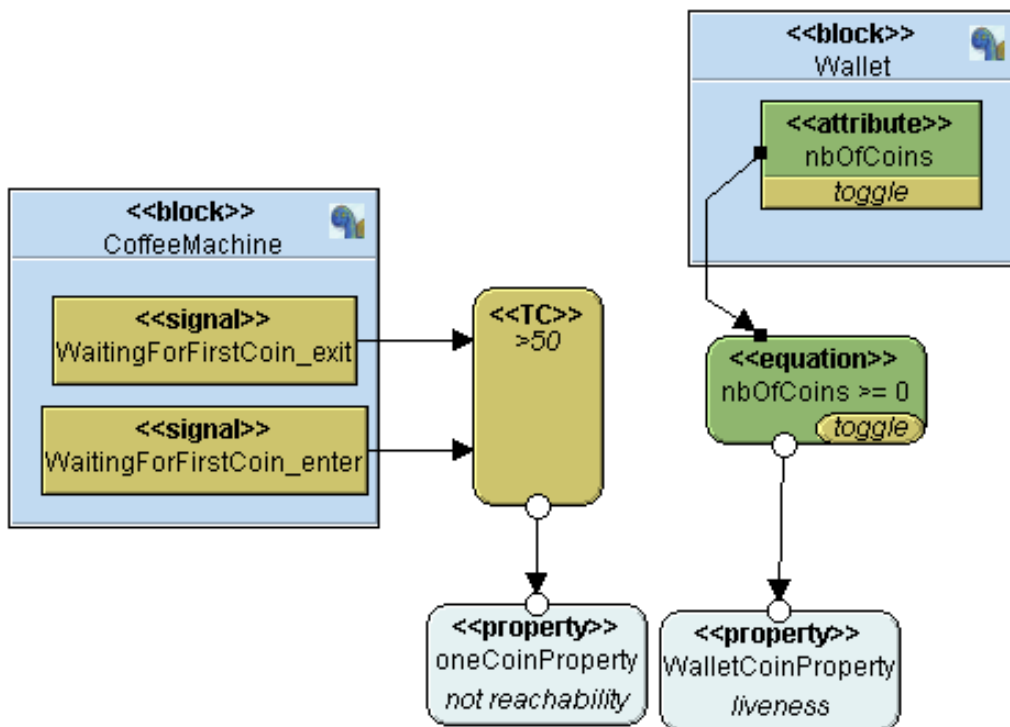 <<block>>
CoffeeMachine
<<signal>>
WaitingForFirstCoin_exit
<<signal>>
WaitingForFirstCoin_enter
<<TC>>
>50
<<property>>
oneCoinProperty
not reachability
<<block>>
Wallet
<<attribute>>
nbOfCoins
toggle
<<equation>>
nbOfCoins >= 0
toggle
<<property>>
WalletCoinProperty
liveness